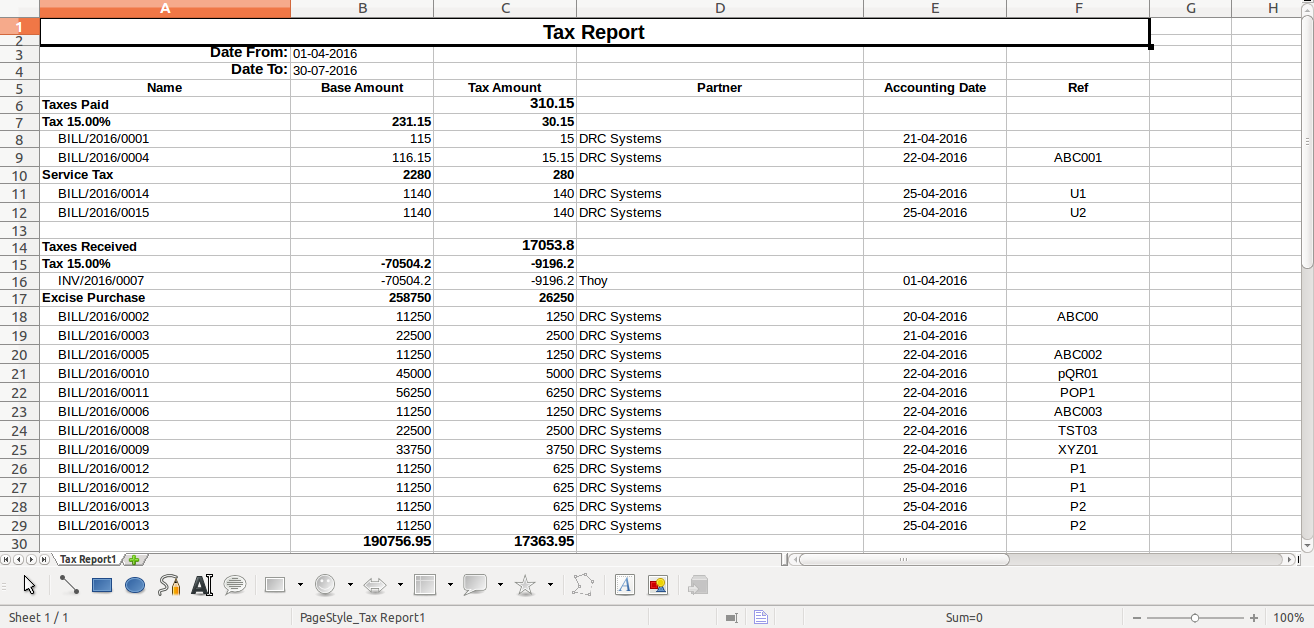 A B C D E F G H
1 Tax Report
2
3 Date From: 01-04-2016
4 Date To: 30-07-2016
5 Name Base Amount Tax Amount Partner Accounting Date Ref
6 Taxes Paid 310.15
7 Tax 15.00% 231.15 30.15
8 BILL/2016/0001 115 15 DRC Systems 21-04-2016
9 BILL/2016/0004 116.15 15.15 DRC Systems 22-04-2016 ABC001
10 Service Tax 2280 280
11 BILL/2016/0014 1140 140 DRC Systems 25-04-2016 U1
12 BILL/2016/0015 1140 140 DRC Systems 25-04-2016 U2
13
14 Taxes Received 17053.8
15 Tax 15.00% -70504.2 -9196.2
16 INV/2016/0007 -70504.2 -9196.2 Thoy 01-04-2016
17 Excise Purchase 258750 26250
18 BILL/2016/0002 11250 1250 DRC Systems 20-04-2016 ABC00
19 BILL/2016/0003 22500 2500 DRC Systems 21-04-2016
20 BILL/2016/0005 11250 1250 DRC Systems 22-04-2016 ABC002
21 BILL/2016/0010 45000 5000 DRC Systems 22-04-2016 pQR01
22 BILL/2016/0011 56250 6250 DRC Systems 22-04-2016 POP1
23 BILL/2016/0006 11250 1250 DRC Systems 22-04-2016 ABC003
24 BILL/2016/0008 22500 2500 DRC Systems 22-04-2016 TST03
25 BILL/2016/0009 33750 3750 DRC Systems 22-04-2016 XYZ01
26 BILL/2016/0012 11250 625 DRC Systems 25-04-2016 P1
27 BILL/2016/0012 11250 625 DRC Systems 25-04-2016 P1
28 BILL/2016/0013 11250 625 DRC Systems 25-04-2016 P2
29 BILL/2016/0013 11250 625 DRC Systems 25-04-2016 P2
30 190756.95 17363.95
Tax Report1
Sheet 1 / 1 PageStyle_Tax Report1 Sum=0 100%